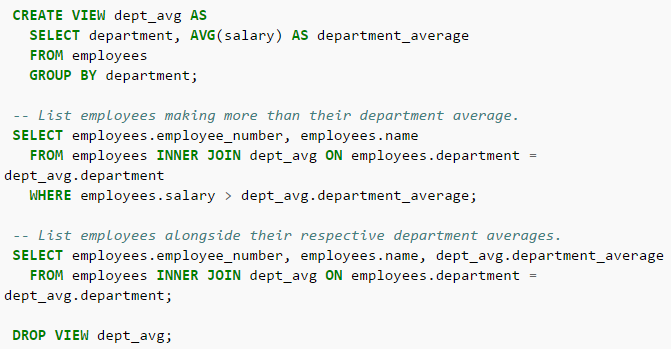 CREATE VIEW dept_avg AS
SELECT department, AVG(salary) AS department_average
FROM employees
GROUP BY department;
-- List employees making more than their department average.
SELECT employees.employee_number, employees.name
FROM employees INNER JOIN dept_avg ON employees.department =
dept_avg.department
WHERE employees.salary > dept_avg.department_average;
-- List employees alongside their respective department averages.
SELECT employees.employee_number, employees.name, dept_avg.department_average
FROM employees INNER JOIN dept_avg ON employees.department =
dept_avg.department;
DROP VIEW dept_avg;